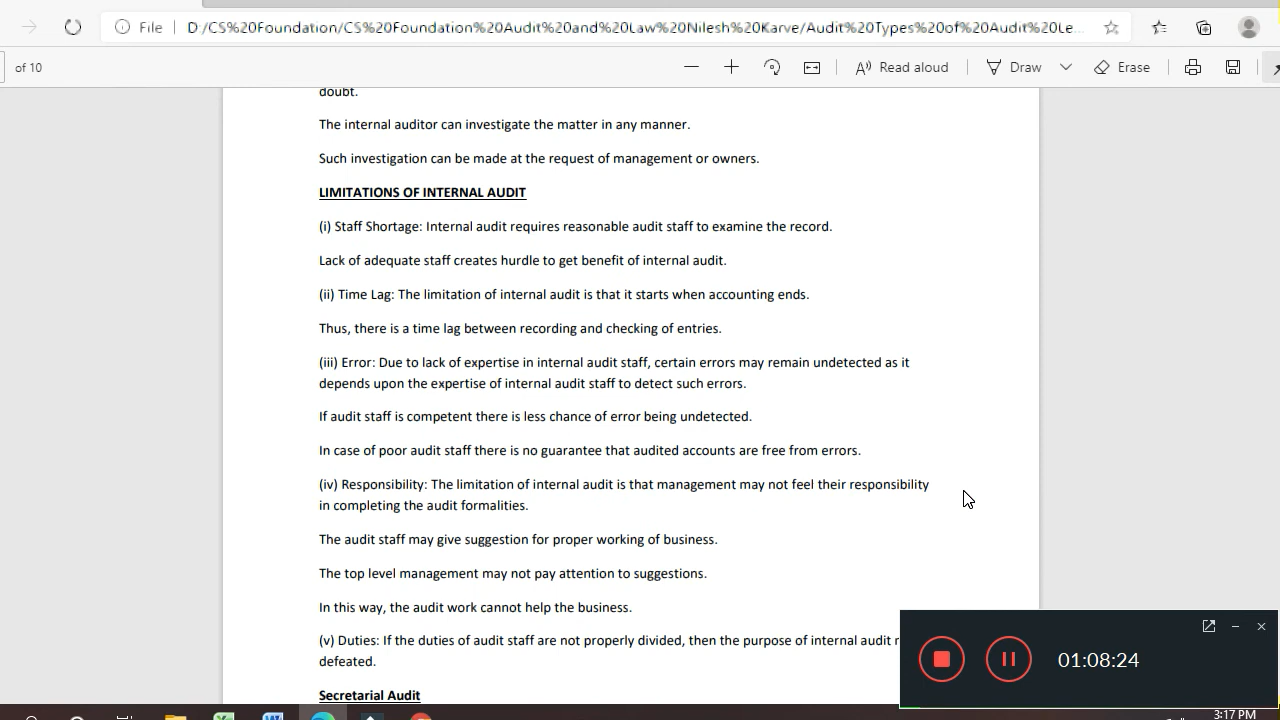 File
D:/CS%20Foundation/CS%20Foundation%20Audit%20and%20Law%20Nilesh%20Karve/Audit%20Types%20of%20Audit%20Le...
of 10
Read aloud
Draw
Erase
doubt.
The internal auditor can investigate the matter in any manner.
Such investigation can be made at the request of management or owners.
LIMITATIONS OF INTERNAL AUDIT
(i) Staff Shortage: Internal audit requires reasonable audit staff to examine the record.
Lack of adequate staff creates hurdle to get benefit of internal audit.
(ii) Time Lag: The limitation of internal audit is that it starts when accounting ends.
Thus, there is a time lag between recording and checking of entries.
(iii) Error: Due to lack of expertise in internal audit staff, certain errors may remain undetected as it
depends upon the expertise of internal audit staff to detect such errors.
If audit staff is competent there is less chance of error being undetected.
In case of poor audit staff there is no guarantee that audited accounts are free from errors.
(iv) Responsibility: The limitation of internal audit is that management may not feel their responsibility
in completing the audit formalities.
The audit staff may give suggestion for proper working of business.
The top level management may not pay attention to suggestions.
In this way, the audit work cannot help the business.
(v) Duties: If the duties of audit staff are not properly divided, then the purpose of internal audit
defeated.
Secretarial Audit
01:08:24
3:17 PM